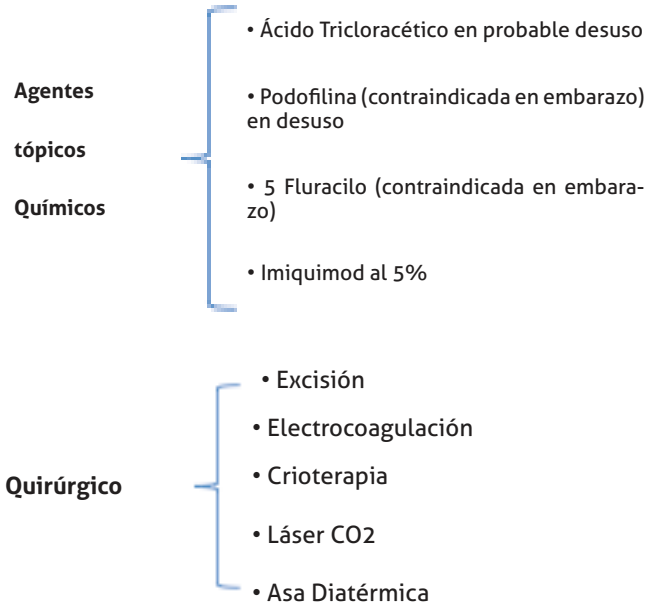 Agentes
tópicos
Químicos
• Ácido Tricloracético en probable desuso
• Podofilina (contraindicada en embarazo)
en desuso
• 5 Fluracilo (contraindicada en embara-
zo)
• Imiquimod al 5%
Quirúrgico
• Excisión
• Electrocoagulación
• Crioterapia
• Láser CO2
• Asa Diatérmica